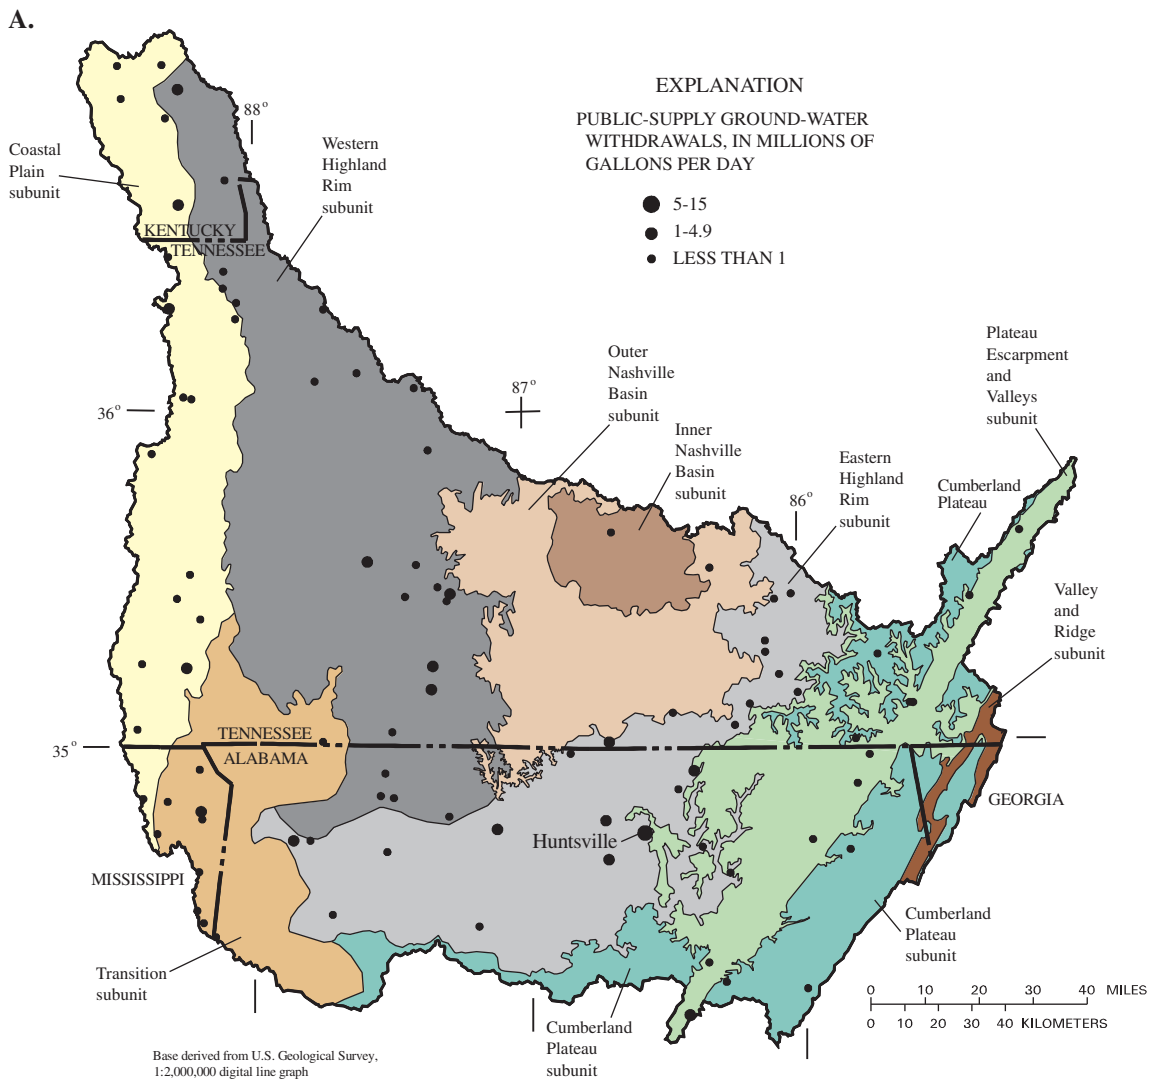 A.
EXPLANATION
PUBLIC-SUPPLY GROUND-WATER
WITHDRAWALS, IN MILLIONS OF
GALLONS PER DAY
5-15
1-4.9
LESS THAN 1
88°
Coastal
Plain
subunit
Western
Highland
Rim
subunit
KENTUCKY
TENNESSEE
Outer
Nashville
Basin
subunit
Plateau
Escarpment
and
Valleys
subunit
36°
87°
Inner
Nashville
Basin
subunit
Eastern
Highland
Rim
subunit
86°
Cumberland
Plateau
Valley
and
Ridge
subunit
35°
TENNESSEE
ALABAMA
GEORGIA
Huntsville
MISSISSIPPI
Cumberland
Plateau
subunit
Transition
subunit
Cumberland
Plateau
subunit
0 10 20 30 40 MILES
0 10 20 30 40 KILOMETERS
Base derived from U.S. Geological Survey,
1:2,000,000 digital line graph